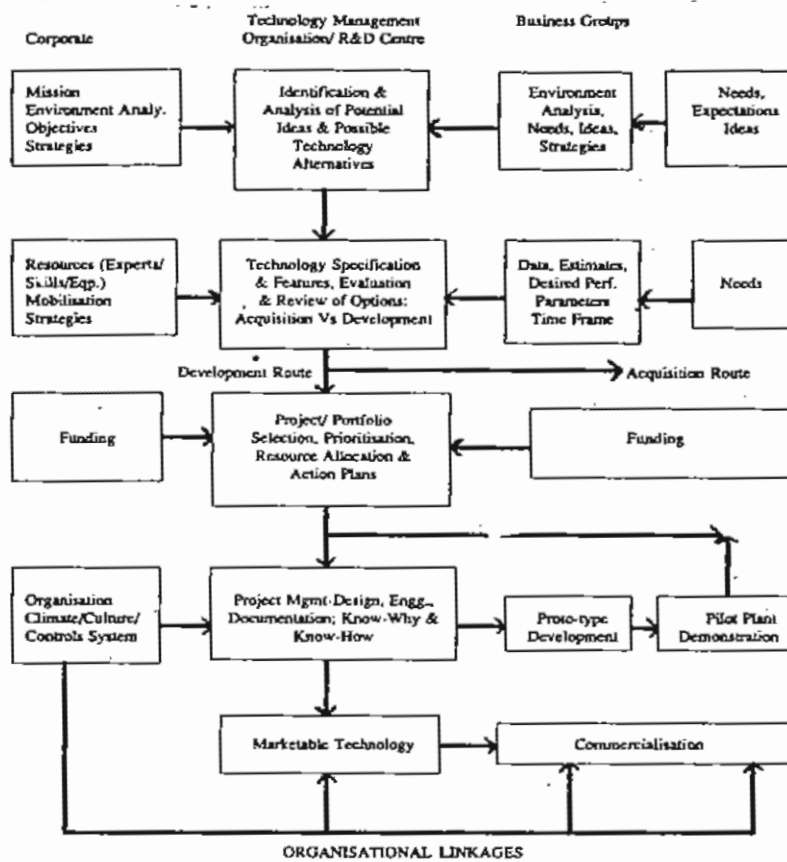 Corporate
Technology Management
Organisation/ R&D Centre
Business Groups
Mission
Environment Analy.
Objectives
Strategies
Identification &
Analysis of Potential
Ideas & Possible
Technology
Alternatives
Environment
Analysis,
Needs, Ideas,
Strategies
Needs,
Expectations
Ideas
Resources (Experts/
Skills/Eqp.)
Mobilisation
Strategies
Technology Specification
& Features, Evaluation
& Review of Options:
Acquisition Vs Development
Data, Estimates,
Desired Perf.
Parameters
Time Frame
Needs
Development Route
Acquisition Route
Funding
Project/ Portfolio
Selection, Prioritisation,
Resource Allocation &
Action Plans
Funding
Organisation
Climate/Culture/
Controls System
Project Mgmt-Design, Engg.,
Documentation; Know-Why &
Know-How
Proto-type
Development
Pilot Plant
Demonstration
Marketable Technology
Commercialisation
ORGANISATIONAL LINKAGES